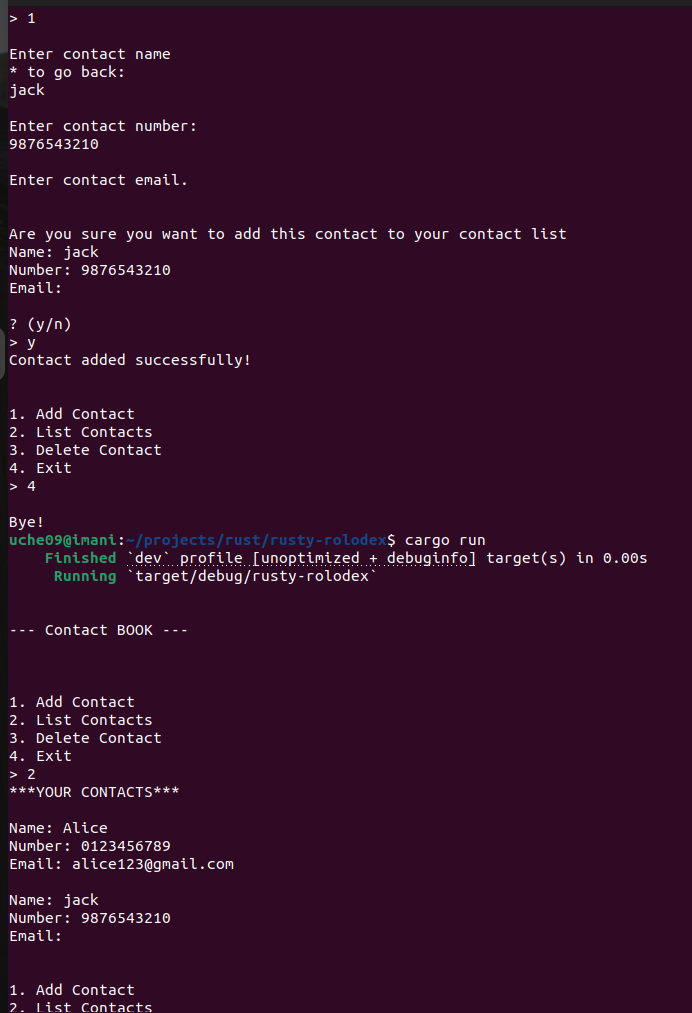 > 1
Enter contact name
* to go back:
jack
Enter contact number:
9876543210
Enter contact email.
Are you sure you want to add this contact to your contact list
Name: jack
Number: 9876543210
Email:
? (y/n)
> y
Contact added successfully!
1. Add Contact
2. List Contacts
3. Delete Contact
4. Exit
> 4
Bye!
uche09@imani:~/projects/rust/rusty-rolodex$ cargo run
Finished `dev` profile [unoptimized + debuginfo] target(s) in 0.00s
Running `target/debug/rusty-rolodex`
--- Contact BOOK ---
1. Add Contact
2. List Contacts
3. Delete Contact
4. Exit
> 2
***YOUR CONTACTS***
Name: Alice
Number: 0123456789
Email: alice123@gmail.com
Name: jack
Number: 9876543210
Email:
1. Add Contact
2. List Contacts